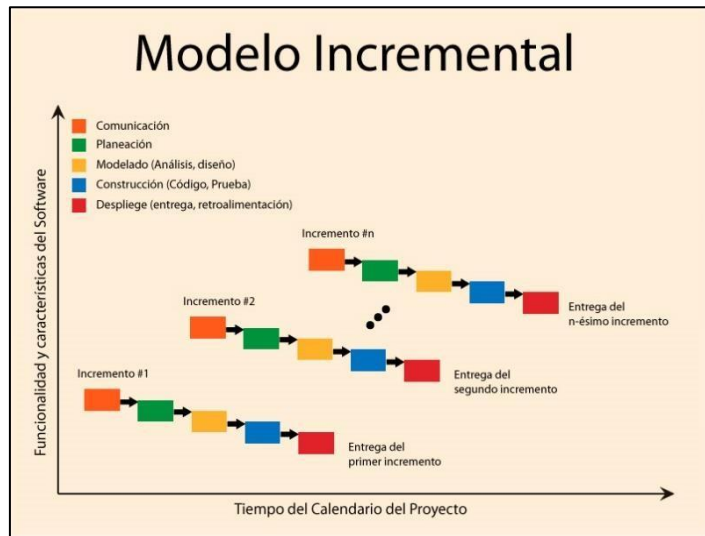 Modelo Incremental
Funcionalidad y características del Software
Comunicación
Planeación
Modelado (Análisis, diseño)
Construcción (Código, Prueba)
Despliege (entrega, retroalimentación)
Incremento #n
Entrega del
n-ésimo incremento
Incremento #2
Entrega del
segundo incremento
Incremento #1
Entrega del
primer incremento
Tiempo del Calendario del Proyecto